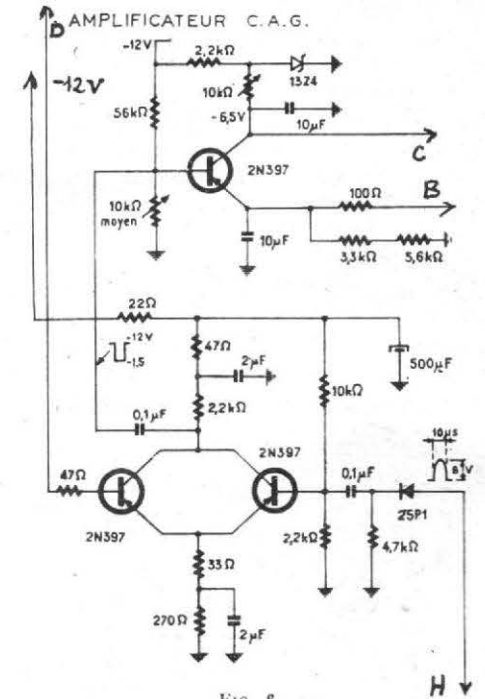 D AMPLIFICATEUR C.A.G.
-12V
2,2kΩ
-12V
13Z4
10kΩ
56kΩ
-6,5V
10µF
C
2N397
10kΩ
moyen
100Ω
B
10µF
3,3kΩ
5,6kΩ
22Ω
47Ω
-12V
-1,5
2µF
500µF
2,2kΩ
10kΩ
0,1µF
10µs
2N397
47Ω
0,1µF
8 V
2N397
25P1
2,2kΩ
4,7kΩ
33Ω
270Ω
2µF
H